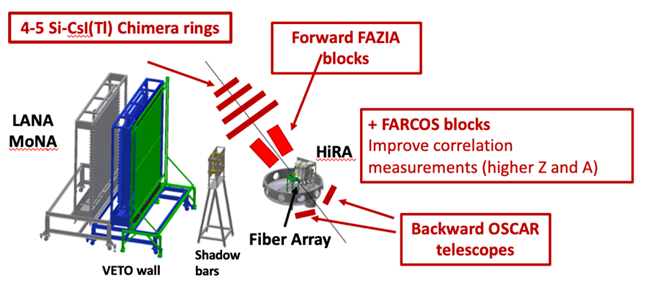 4-5 Si-CsI(Tl) Chimera rings
Forward FAZIA
blocks
LANA
MoNA
HiRA
+ FARCOS blocks
Improve correlation
measurements (higher Z and A)
Fiber Array
Backward OSCAR
telescopes
Shadow
bars
VETO wall